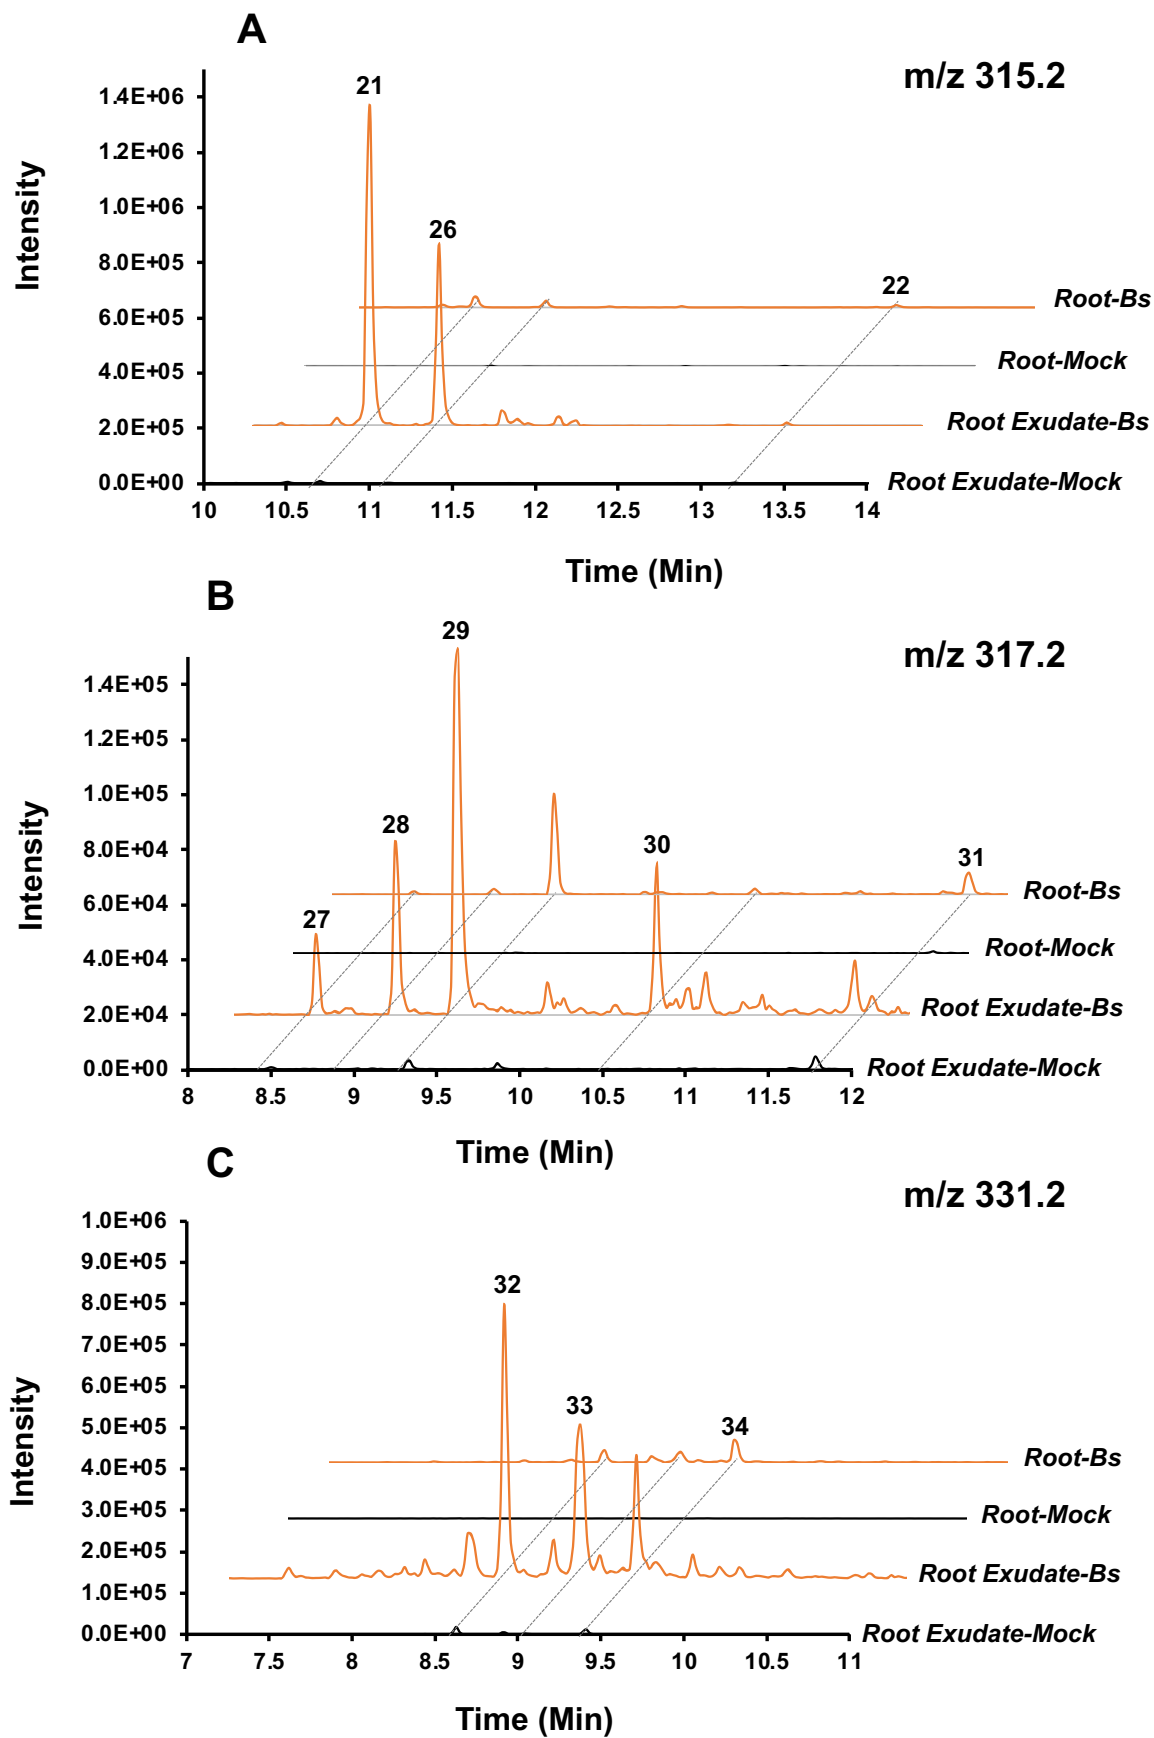 A
m/z 315.2
21
1.4E+06
1.2E+06
1.0E+06
26
8.0E+05
22
Root-Bs
6.0E+05
Root-Mock
4.0E+05
Root Exudate-Bs
2.0E+05
0.0E+00
Root Exudate-Mock
10 10.5 11 11.5 12 12.5 13 13.5 14
Intensity
Time (Min)
B
29
m/z 317.2
1.4E+05
1.2E+05
1.0E+05
28
30
8.0E+04
31
Root-Bs
6.0E+04
27
Root-Mock
4.0E+04
Root Exudate-Bs
2.0E+04
0.0E+00
Root Exudate-Mock
8 8.5 9 9.5 10 10.5 11 11.5 12
Intensity
Time (Min)
C
m/z 331.2
1.0E+06
9.0E+05
32
8.0E+05
7.0E+05
6.0E+05
33
5.0E+05
34
Root-Bs
4.0E+05
3.0E+05
Root-Mock
2.0E+05
Root Exudate-Bs
1.0E+05
0.0E+00
Root Exudate-Mock
7 7.5 8 8.5 9 9.5 10 10.5 11
Intensity
Time (Min)